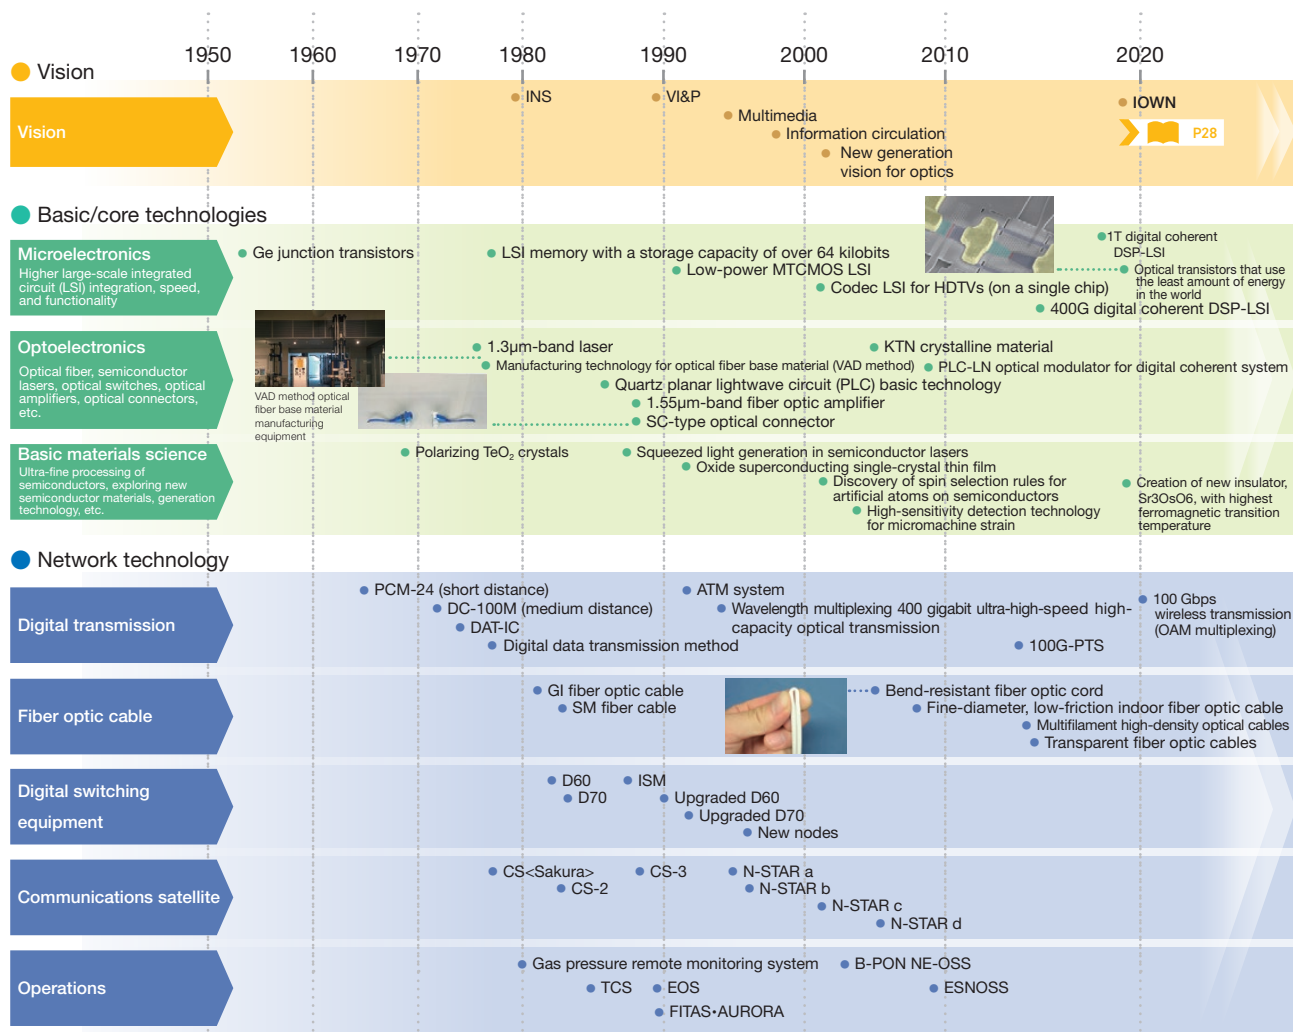 1950 1960 1970 1980 1990 2000 2010 2020
Vision
Vision
INS
VI&P
Multimedia
Information circulation
New generation
vision for optics
IOWN
P28
Basic/core technologies
Microelectronics
Higher large-scale integrated
circuit (LSI) integration, speed,
and functionality
Ge junction transistors
LSI memory with a storage capacity of over 64 kilobits
Low-power MTCMOS LSI
Codec LSI for HDTVs (on a single chip)
1T digital coherent
DSP-LSI
Optical transistors that use
the least amount of energy
in the world
400G digital coherent DSP-LSI
Optoelectronics
Optical fiber, semiconductor
lasers, optical switches, optical
amplifiers, optical connectors,
etc.
VAD method optical
fiber base material
manufacturing
equipment
1.3μm-band laser
Manufacturing technology for optical fiber base material (VAD method)
Quartz planar lightwave circuit (PLC) basic technology
1.55μm-band fiber optic amplifier
SC-type optical connector
KTN crystalline material
PLC-LN optical modulator for digital coherent system
Basic materials science
Ultra-fine processing of
semiconductors, exploring new
semiconductor materials, generation
technology, etc.
Polarizing TeO₂ crystals
Squeezed light generation in semiconductor lasers
Oxide superconducting single-crystal thin film
Discovery of spin selection rules for
artificial atoms on semiconductors
High-sensitivity detection technology
for micromachine strain
Creation of new insulator,
Sr3OsO6, with highest
ferromagnetic transition
temperature
Network technology
Digital transmission
PCM-24 (short distance)
DC-100M (medium distance)
DAT-IC
Digital data transmission method
ATM system
Wavelength multiplexing 400 gigabit ultra-high-speed high-
capacity optical transmission
100G-PTS
100 Gbps
wireless transmission
(OAM multiplexing)
Fiber optic cable
GI fiber optic cable
SM fiber cable
Bend-resistant fiber optic cord
Fine-diameter, low-friction indoor fiber optic cable
Multifilament high-density optical cables
Transparent fiber optic cables
Digital switching
equipment
D60
D70
ISM
Upgraded D60
Upgraded D70
New nodes
Communications satellite
CS<Sakura>
CS-2
CS-3
N-STAR a
N-STAR b
N-STAR c
N-STAR d
Operations
Gas pressure remote monitoring system
TCS
EOS
FITAS•AURORA
B-PON NE-OSS
ESNOSS